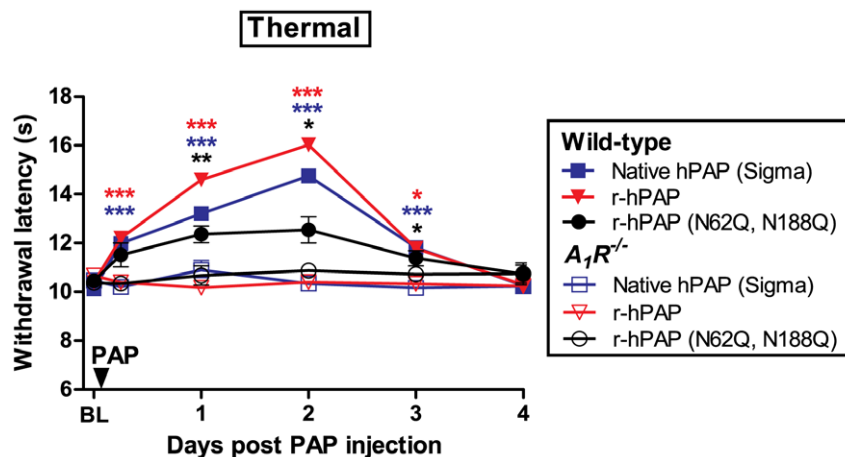 Thermal
Withdrawal latency (s)
18
16
14
12
10
8
6
***
***
***
***
**
***
***
*
*
***
*
PAP
BL
1
2
3
4
Days post PAP injection
Wild-type
Native hPAP (Sigma)
r-hPAP
r-hPAP (N62Q, N188Q)
A₁R⁻/⁻
Native hPAP (Sigma)
r-hPAP
r-hPAP (N62Q, N188Q)